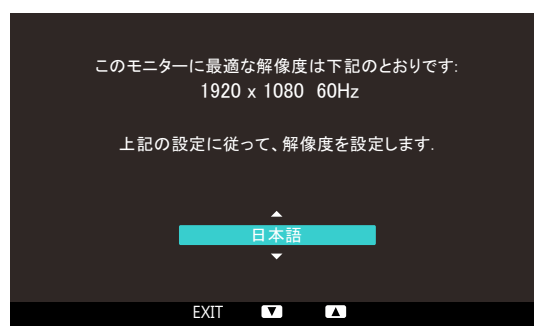 このモニターに最適な解像度は下記のとおりです:
1920 x 1080 60Hz
上記の設定に従って、解像度を設定します.
日本語
EXIT